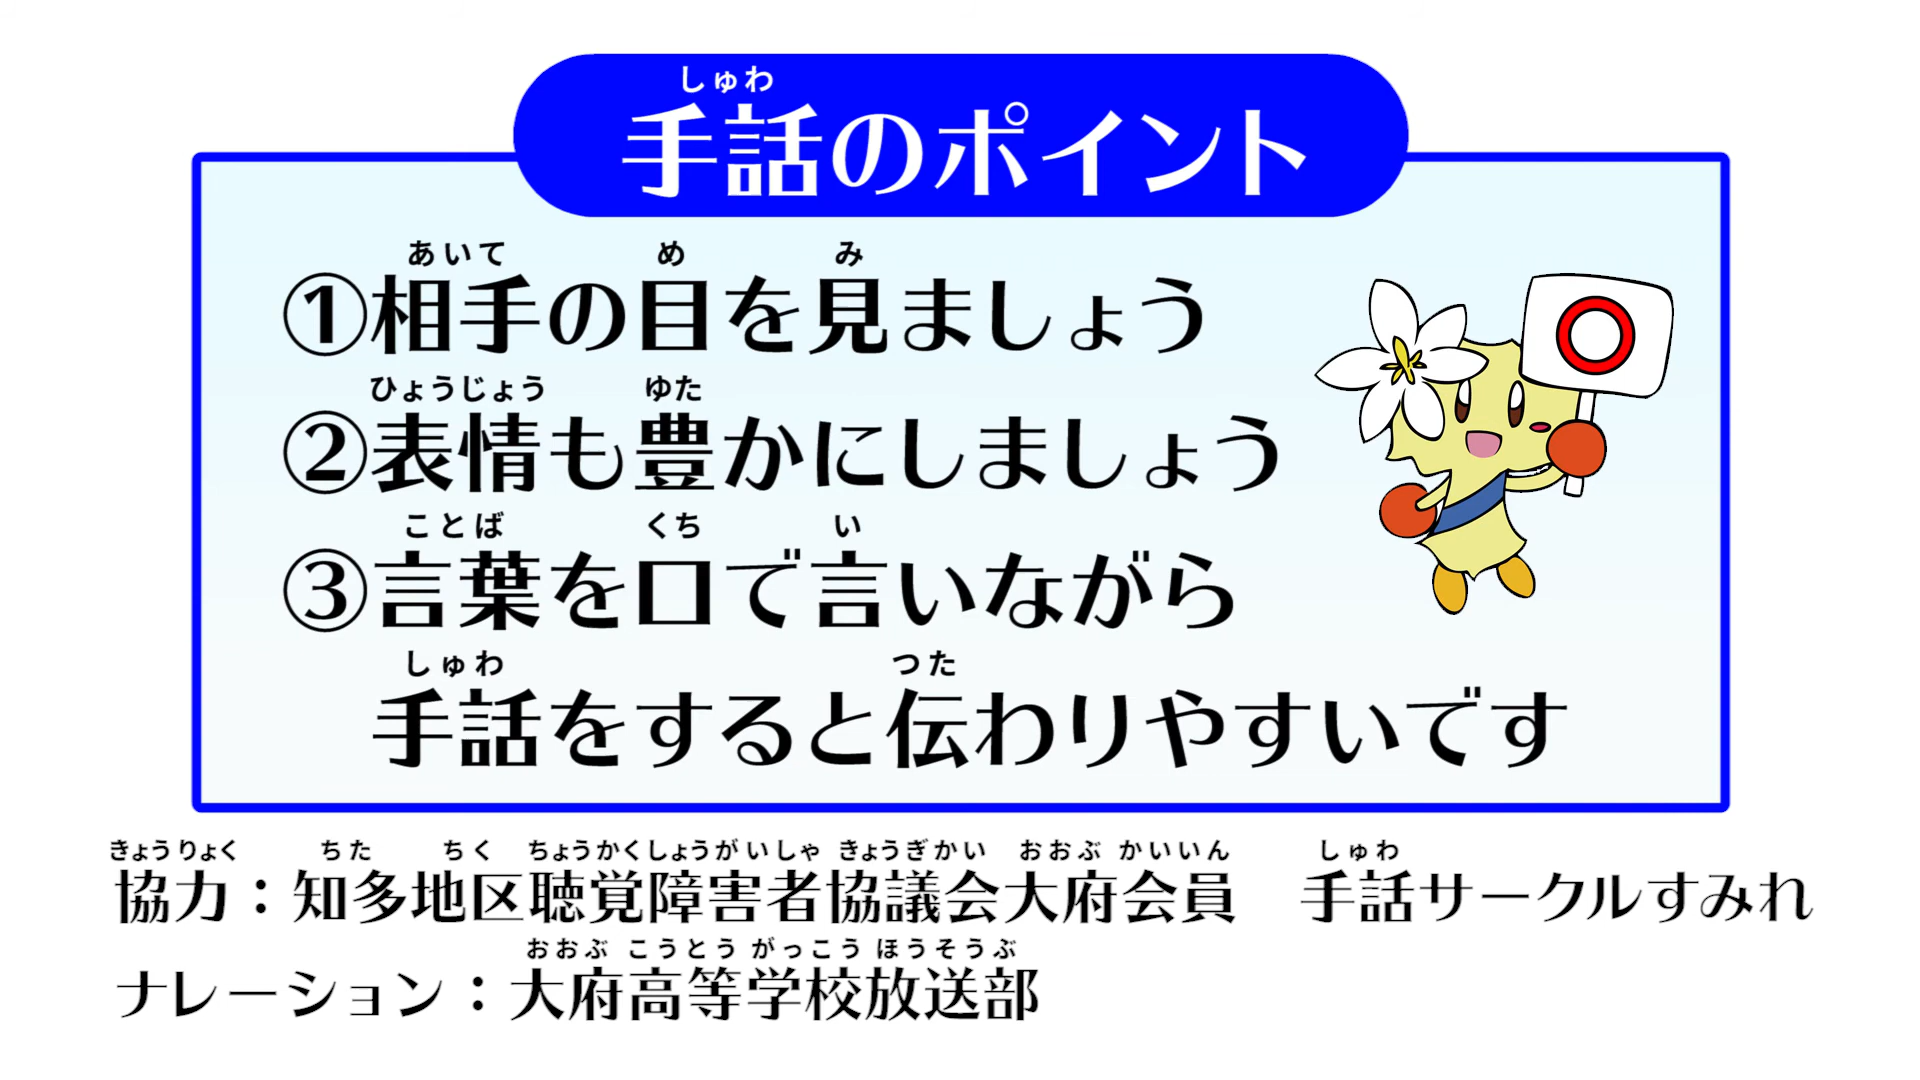 しゅわ
手話のポイント
あいて め み
①相手の目を見ましょう
ひょうじょう ゆた
②表情も豊かにしましょう
ことば くち い
③言葉を口で言いながら
しゅわ つた
手話をすると伝わりやすいです
きょうりょく ちた ちく ちょうかくしょうがいしゃ きょうぎかい おおぶ かいいん しゅわ
協力：知多地区聴覚障害者協議会大府会員　手話サークルすみれ
おおぶ こうとう がっこう ほうそうぶ
ナレーション：大府高等学校放送部